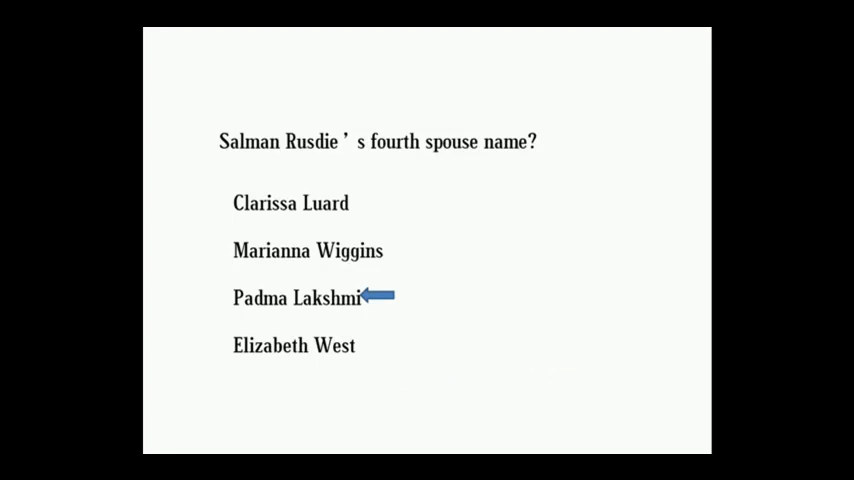 Salman Rusdie ’ s fourth spouse name?
Clarissa Luard
Marianna Wiggins
Padma Lakshmi
Elizabeth West